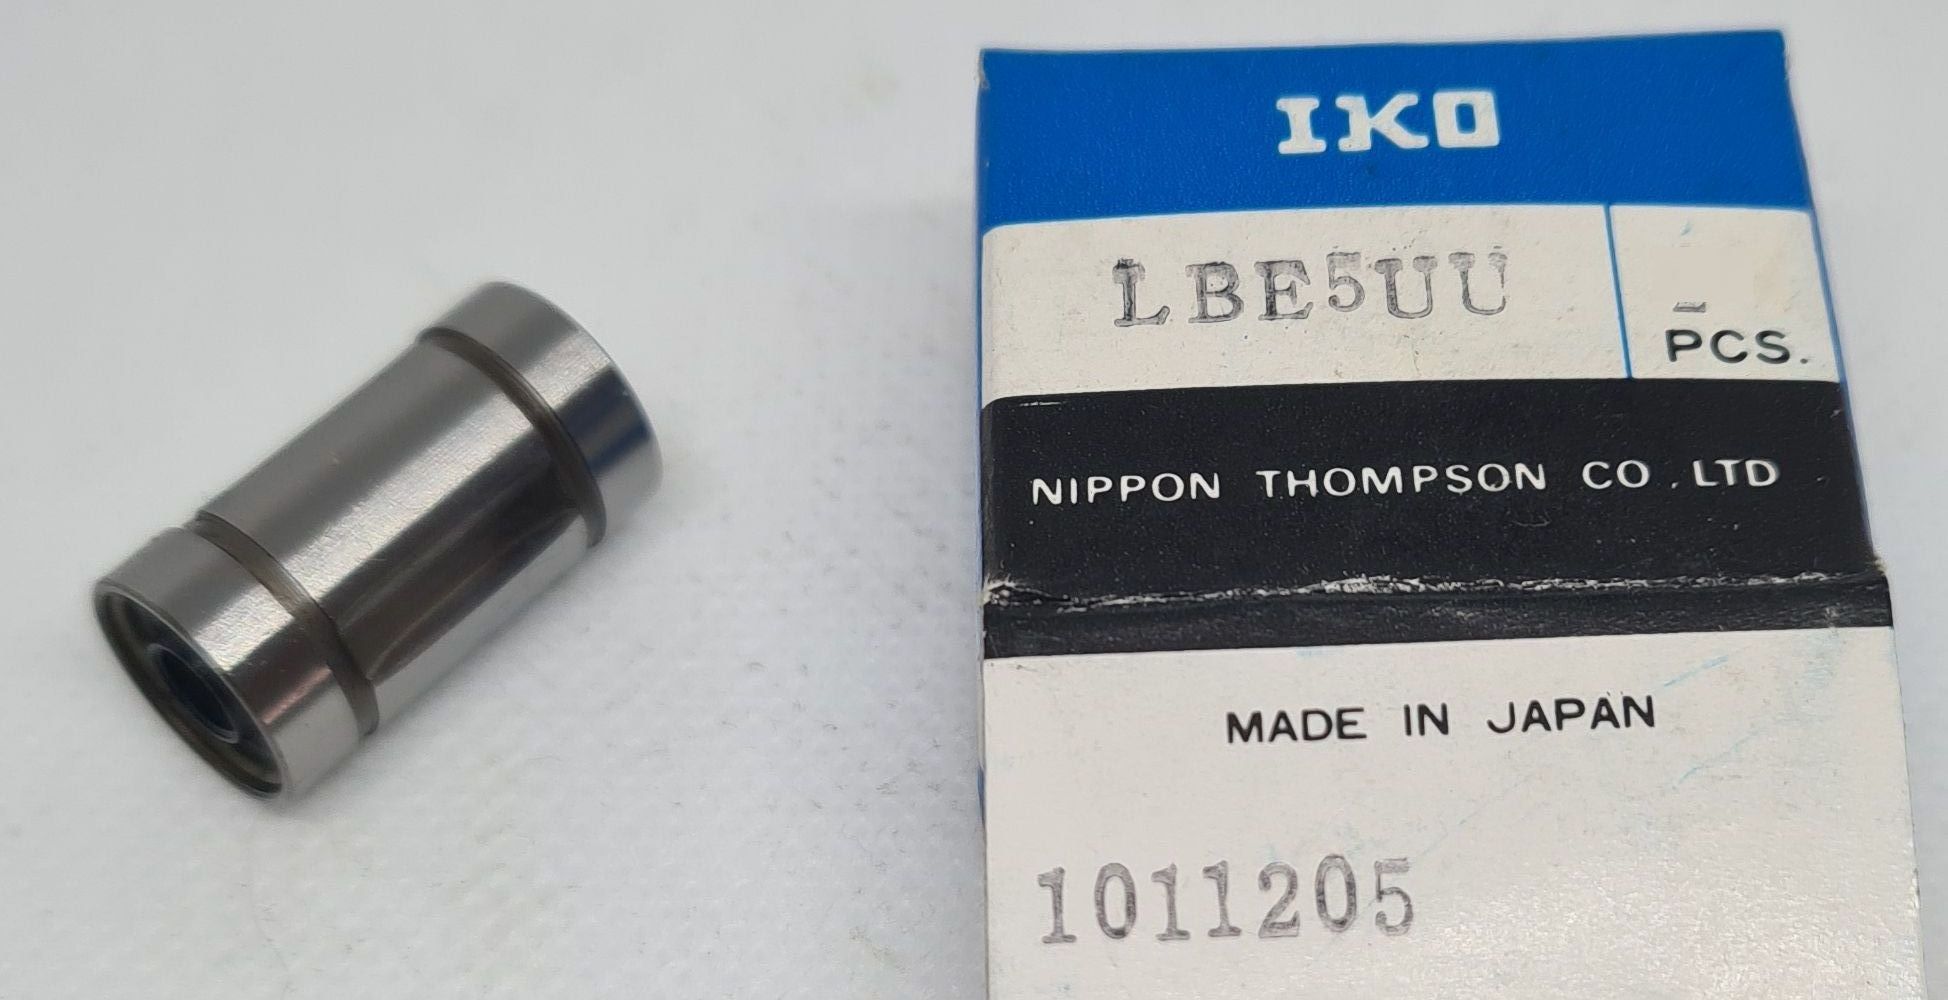 IKO
LBE5UU
PCS.
NIPPON THOMPSON CO., LTD
MADE IN JAPAN
1011205